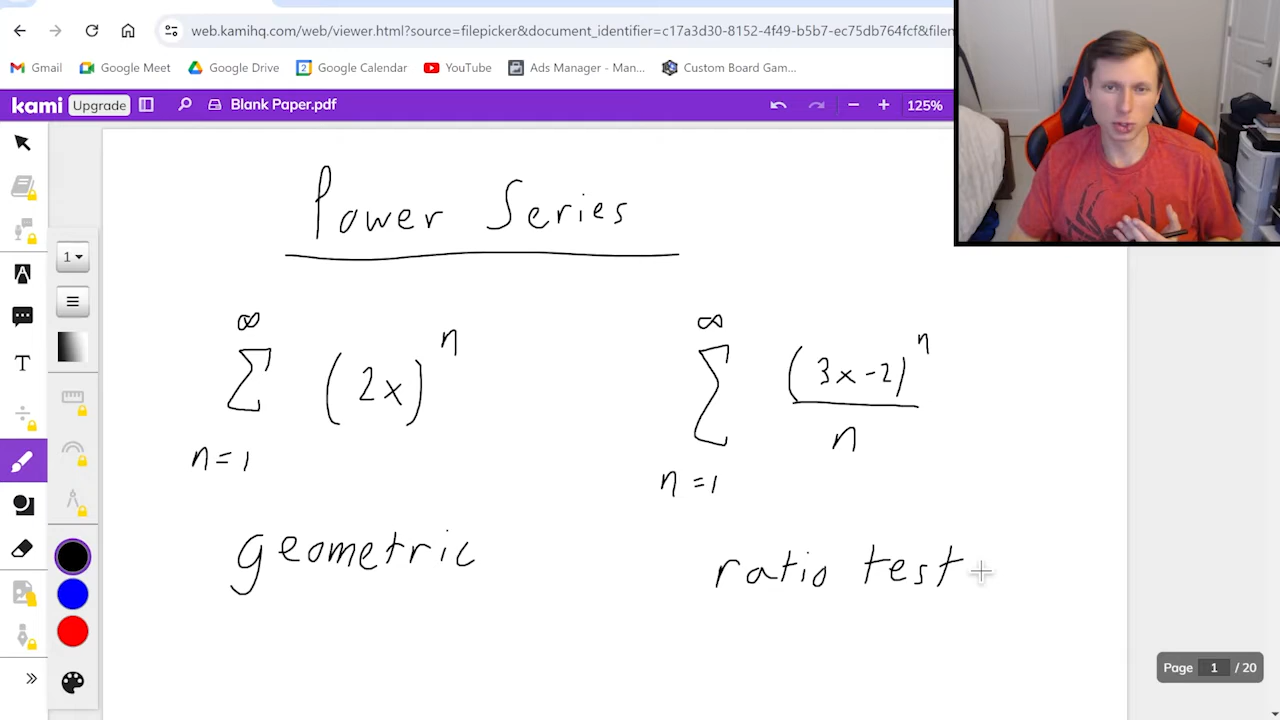 web.kamihq.com/web/viewer.html?source=filepicker&document_identifier=c17a3d30-8152-4f49-b5b7-ec75db764fcf&filen
Gmail Google Meet Google Drive 2 Google Calendar YouTube Ads Manager - Man... Custom Board Gam...
kami Upgrade Blank Paper.pdf 125%
Power Series
∞ n
Σ (2x)
n=1
∞ n
Σ (3x-2)
n
n=1
geometric
ratio test
1
T
A
Page 1 / 20